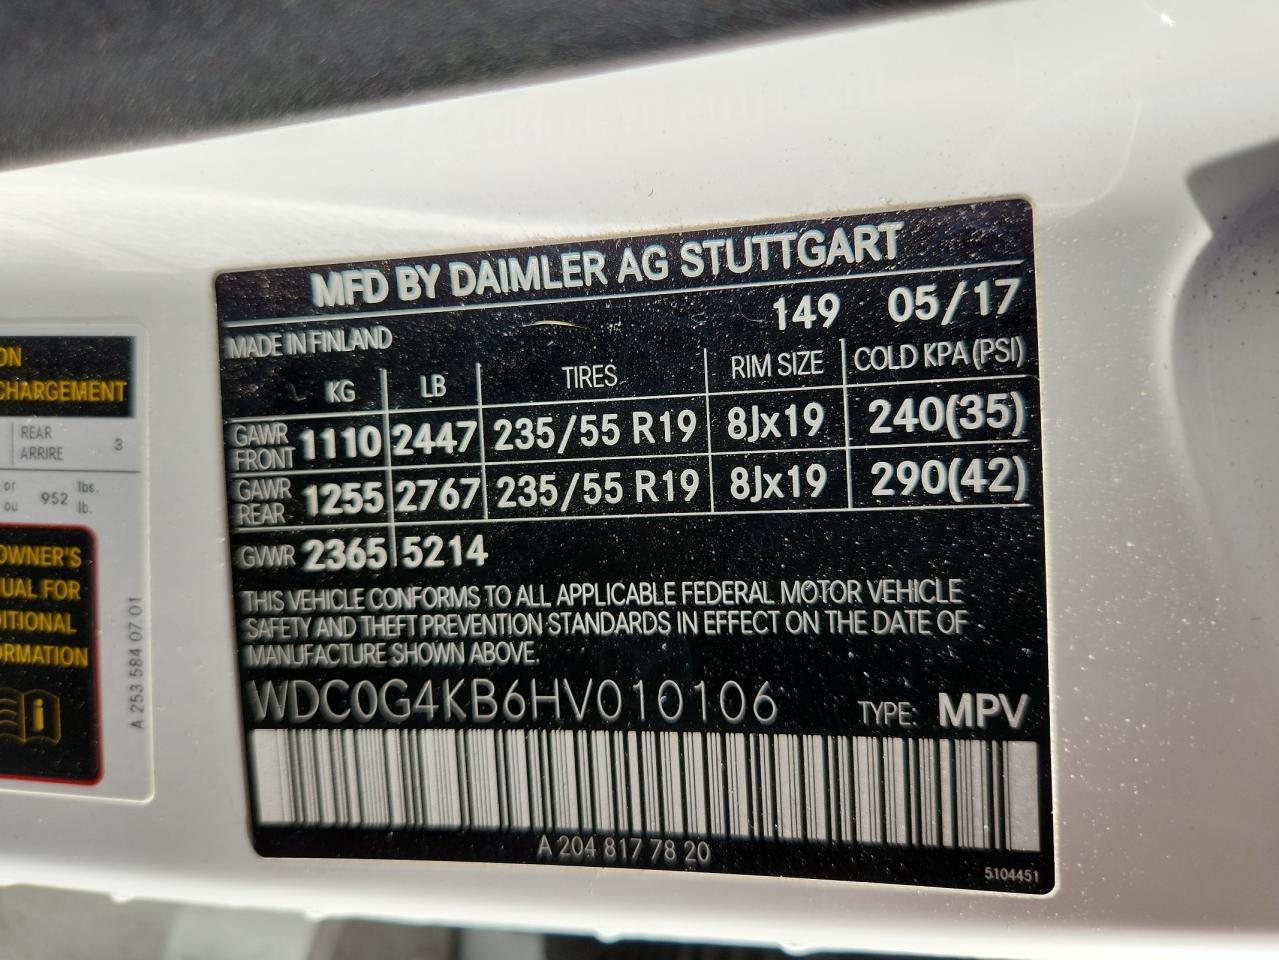 ON
CHARGEMENT
REAR
ARRIRE
3
or
ou
952
lbs.
lb.
OWNER'S
UAL FOR
DITIONAL
ORMATION
i
A 253 584 07 01
MFD BY DAIMLER AG STUTTGART
149 05/17
MADE IN FINLAND
KG LB TIRES RIM SIZE COLD KPA (PSI)
GAWR FRONT 1110 2447 235/55 R19 8Jx19 240(35)
GAWR REAR 1255 2767 235/55 R19 8Jx19 290(42)
GVWR 2365 5214
THIS VEHICLE CONFORMS TO ALL APPLICABLE FEDERAL MOTOR VEHICLE
SAFETY AND THEFT PREVENTION STANDARDS IN EFFECT ON THE DATE OF
MANUFACTURE SHOWN ABOVE.
WDC0G4KB6HV010106 TYPE: MPV
A 204 817 78 20
5104451